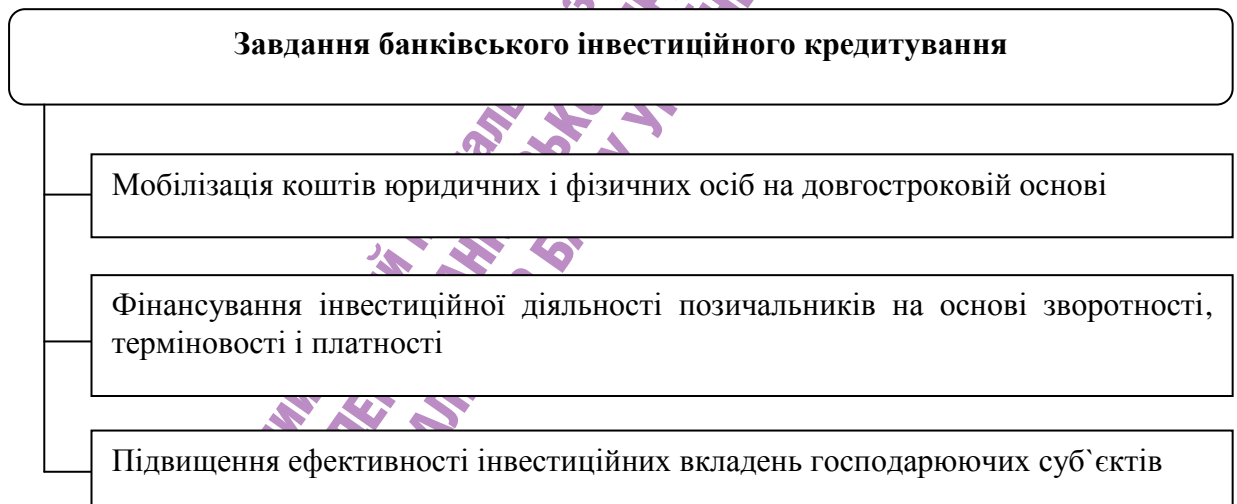 Завдання банківського інвестиційного кредитування
Мобілізація коштів юридичних і фізичних осіб на довгостроковій основі
Фінансування інвестиційної діяльності позичальників на основі зворотності,
терміновості і платності
Підвищення ефективності інвестиційних вкладень господарюючих суб`єктів